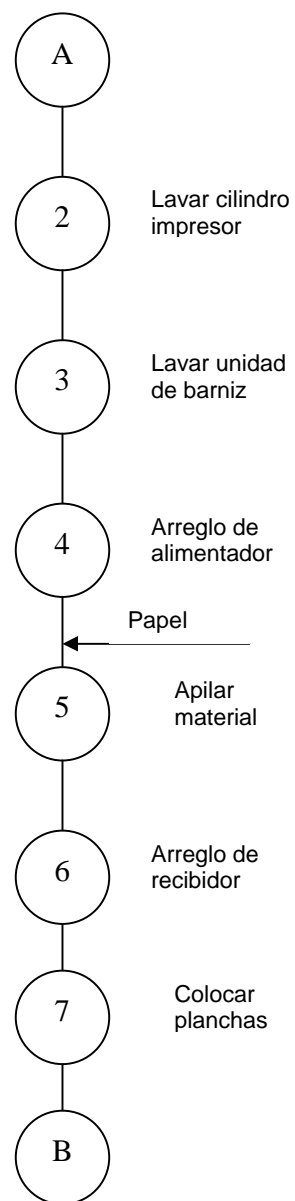 A
2
Lavar cilindro
impresor
3
Lavar unidad
de barniz
4
Arreglo de
alimentador
Papel
5
Apilar
material
6
Arreglo de
recibidor
7
Colocar
planchas
B